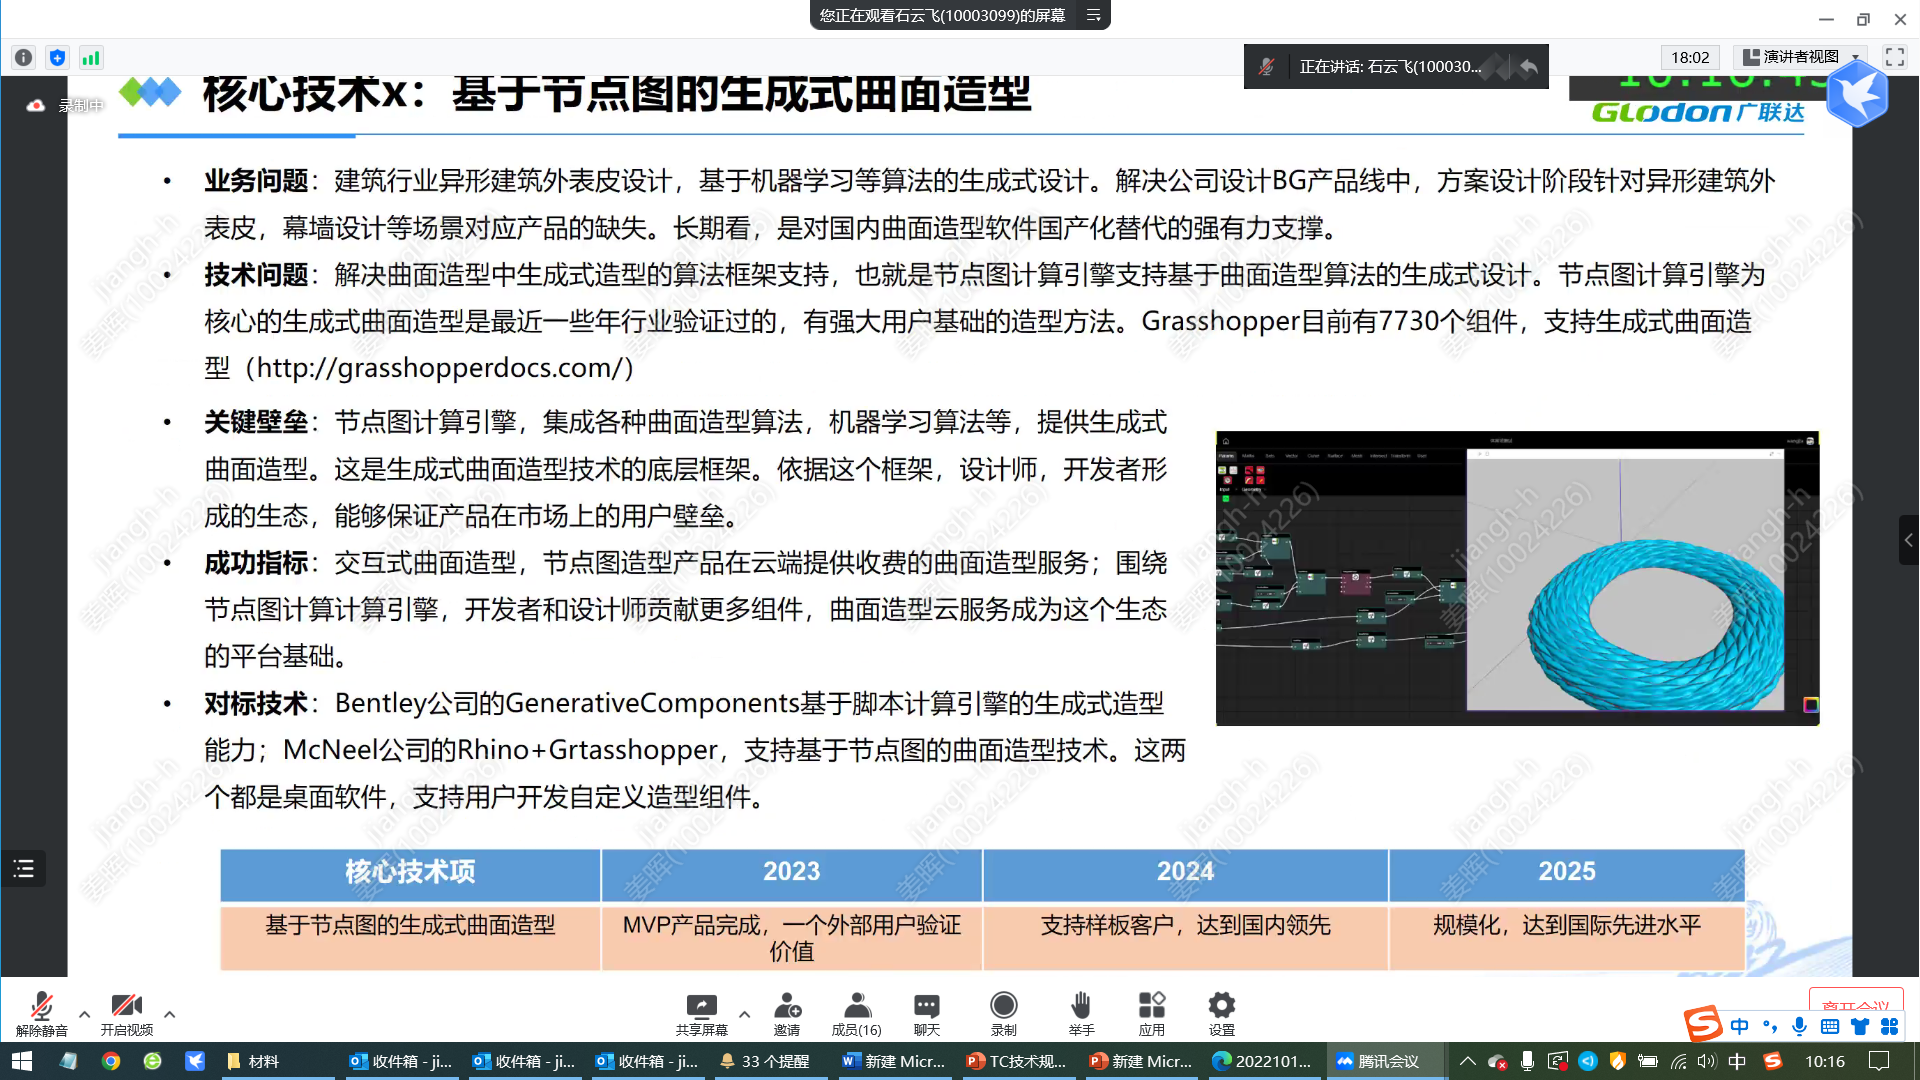 您正在观看石云飞(10003099)的屏幕
正在讲话: 石云飞(100030...
18:02
演讲者视图
录制中
核心技术x：基于节点图的生成式曲面造型
GLodon广联达
• 业务问题：建筑行业异形建筑外表皮设计，基于机器学习等算法的生成式设计。解决公司设计BG产品线中，方案设计阶段针对异形建筑外
表皮，幕墙设计等场景对应产品的缺失。长期看，是对国内曲面造型软件国产化替代的强有力支撑。
• 技术问题：解决曲面造型中生成式造型的算法框架支持，也就是节点图计算引擎支持基于曲面造型算法的生成式设计。节点图计算引擎为
核心的生成式曲面造型是最近一些年行业验证过的，有强大用户基础的造型方法。Grasshopper目前有7730个组件，支持生成式曲面造
型（http://grasshopperdocs.com/）
• 关键壁垒：节点图计算引擎，集成各种曲面造型算法，机器学习算法等，提供生成式
曲面造型。这是生成式曲面造型技术的底层框架。依据这个框架，设计师，开发者形
成的生态，能够保证产品在市场上的用户壁垒。
• 成功指标：交互式曲面造型，节点图造型产品在云端提供收费的曲面造型服务；围绕
节点图计算计算引擎，开发者和设计师贡献更多组件，曲面造型云服务成为这个生态
的平台基础。
• 对标技术：Bentley公司的GenerativeComponents基于脚本计算引擎的生成式造型
能力；McNeel公司的Rhino+Grtasshopper，支持基于节点图的曲面造型技术。这两
个都是桌面软件，支持用户开发自定义造型组件。
核心技术项 2023 2024 2025
基于节点图的生成式曲面造型 MVP产品完成，一个外部用户验证 支持样板客户，达到国内领先 规模化，达到国际先进水平
价值
jiangh-h
姜晖(10024226)
解除静音 开启视频 共享屏幕 邀请 成员(16) 聊天 录制 举手 应用 设置
离开会议
中
材料 收件箱 - ji... 收件箱 - ji... 收件箱 - ji... 33 个提醒 新建 Micr... TC技术规... 新建 Micr... 2022101... 腾讯会议 中 10:16